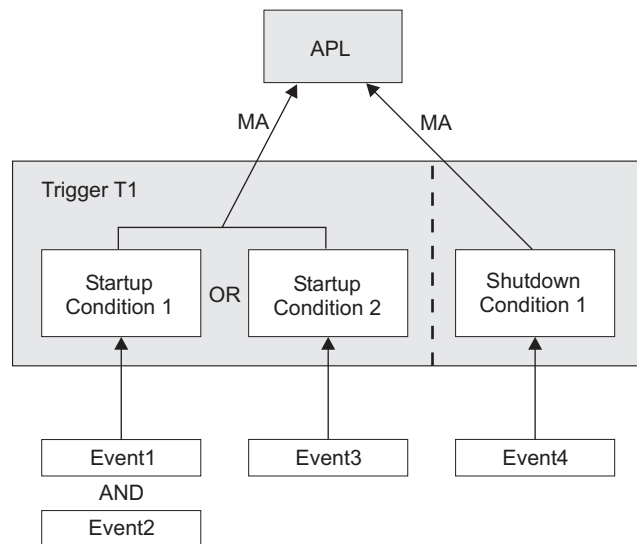 APL
MA
MA
Trigger T1
Startup
Condition 1
OR
Startup
Condition 2
Shutdown
Condition 1
Event1
AND
Event2
Event3
Event4